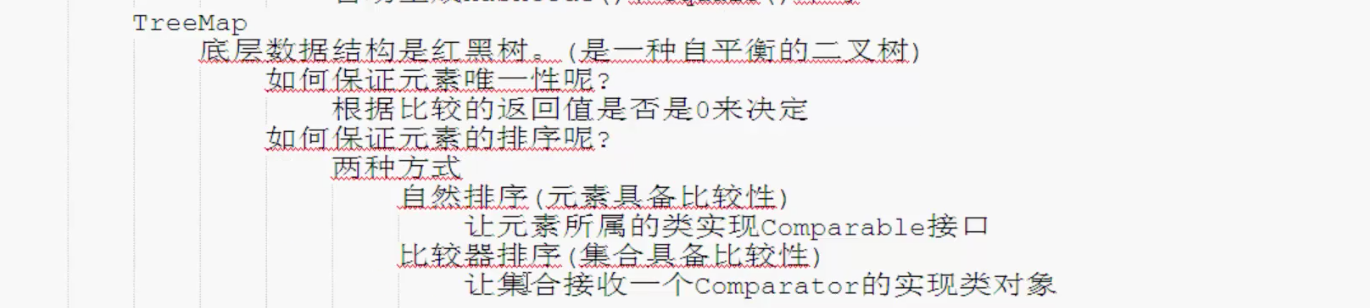 TreeMap
底层数据结构是红黑树。(是一种自平衡的二叉树)
如何保证元素唯一性呢?
根据比较的返回值是否是0来决定
如何保证元素的排序呢?
两种方式
自然排序(元素具备比较性)
让元素所属的类实现Comparable接口
比较器排序(集合具备比较性)
让集合接收一个Comparator的实现类对象